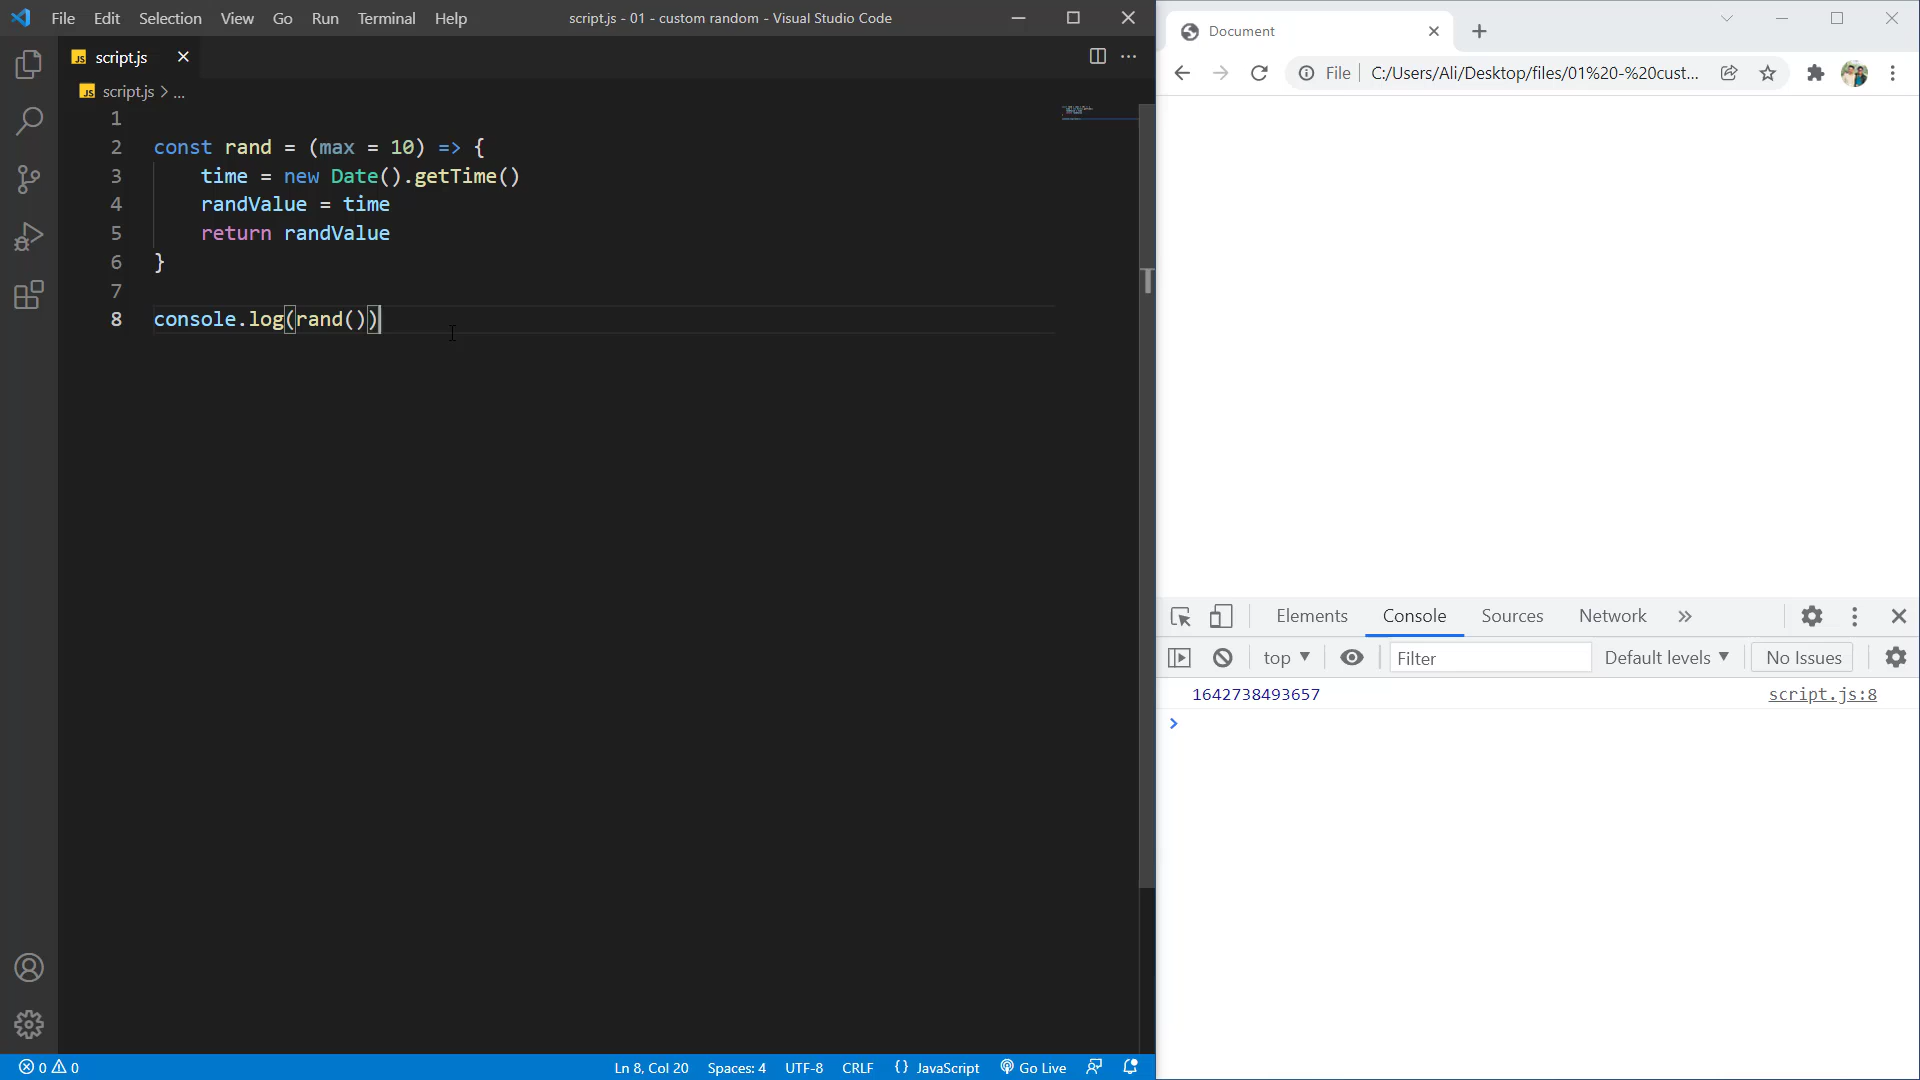 File Edit Selection View Go Run Terminal Help
script.js - 01 - custom random - Visual Studio Code
JS script.js
JS script.js > ...
1
2 const rand = (max = 10) => {
3 time = new Date().getTime()
4 randValue = time
5 return randValue
6 }
7
8 console.log(rand())
0 0
Ln 8, Col 20 Spaces: 4 UTF-8 CRLF {} JavaScript Go Live
Document
File C:/Users/Ali/Desktop/files/01%20-%20cust...
Elements Console Sources Network »
top Filter Default levels No Issues
1642738493657 script.js:8
>